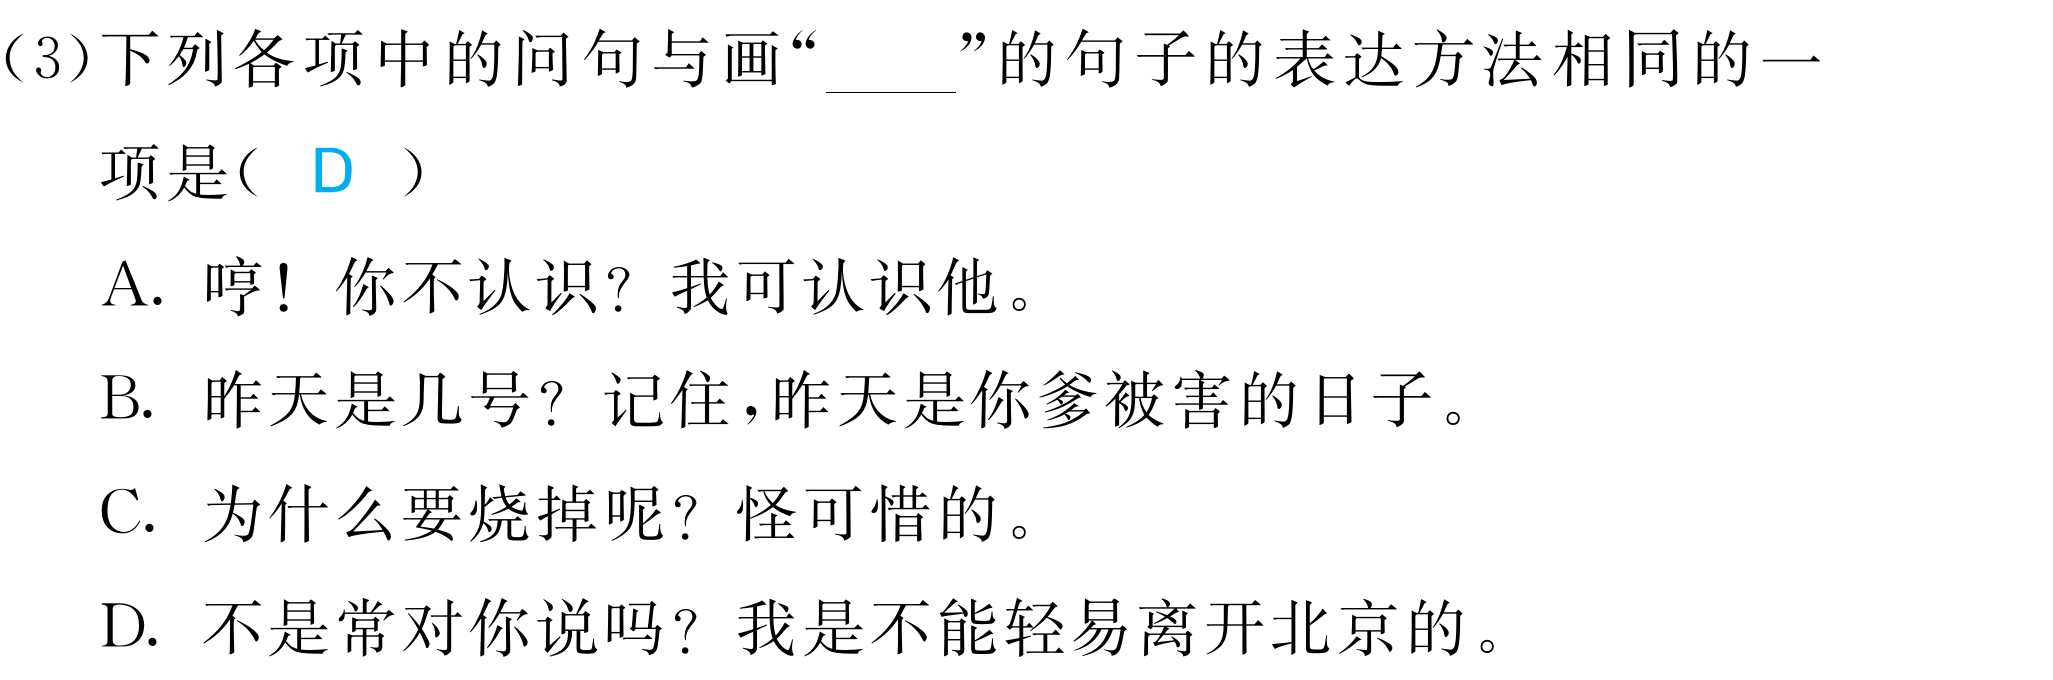 (3)下列各项中的问句与画“____”的句子的表达方法相同的一
项是( D )
A. 哼！你不认识？我可认识他。
B. 昨天是几号？记住,昨天是你爹被害的日子。
C. 为什么要烧掉呢？怪可惜的。
D. 不是常对你说吗？我是不能轻易离开北京的。